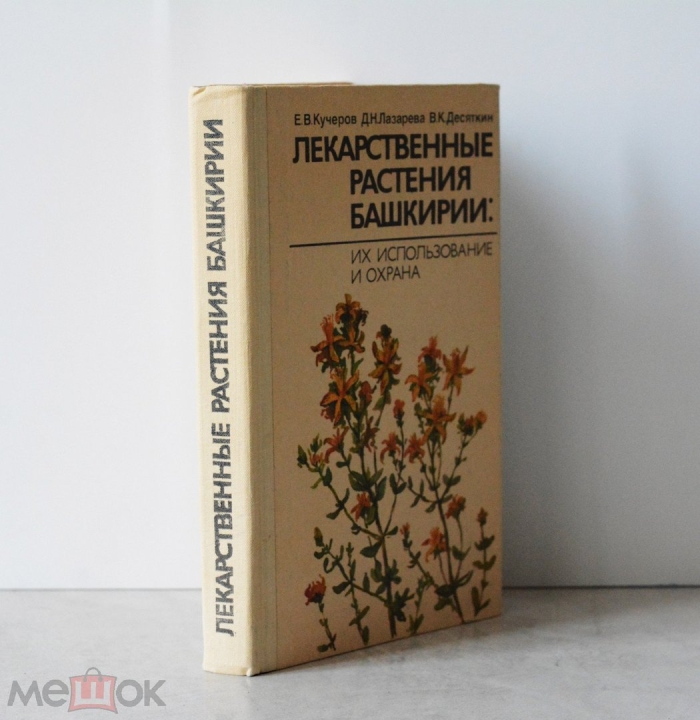 Е.В.Кучеров Д.Н.Лазарева В.К.Десяткин
ЛЕКАРСТВЕННЫЕ
РАСТЕНИЯ
БАШКИРИИ:
ИХ ИСПОЛЬЗОВАНИЕ
И ОХРАНА
ЛЕКАРСТВЕННЫЕ РАСТЕНИЯ БАШКИРИИ
мешок